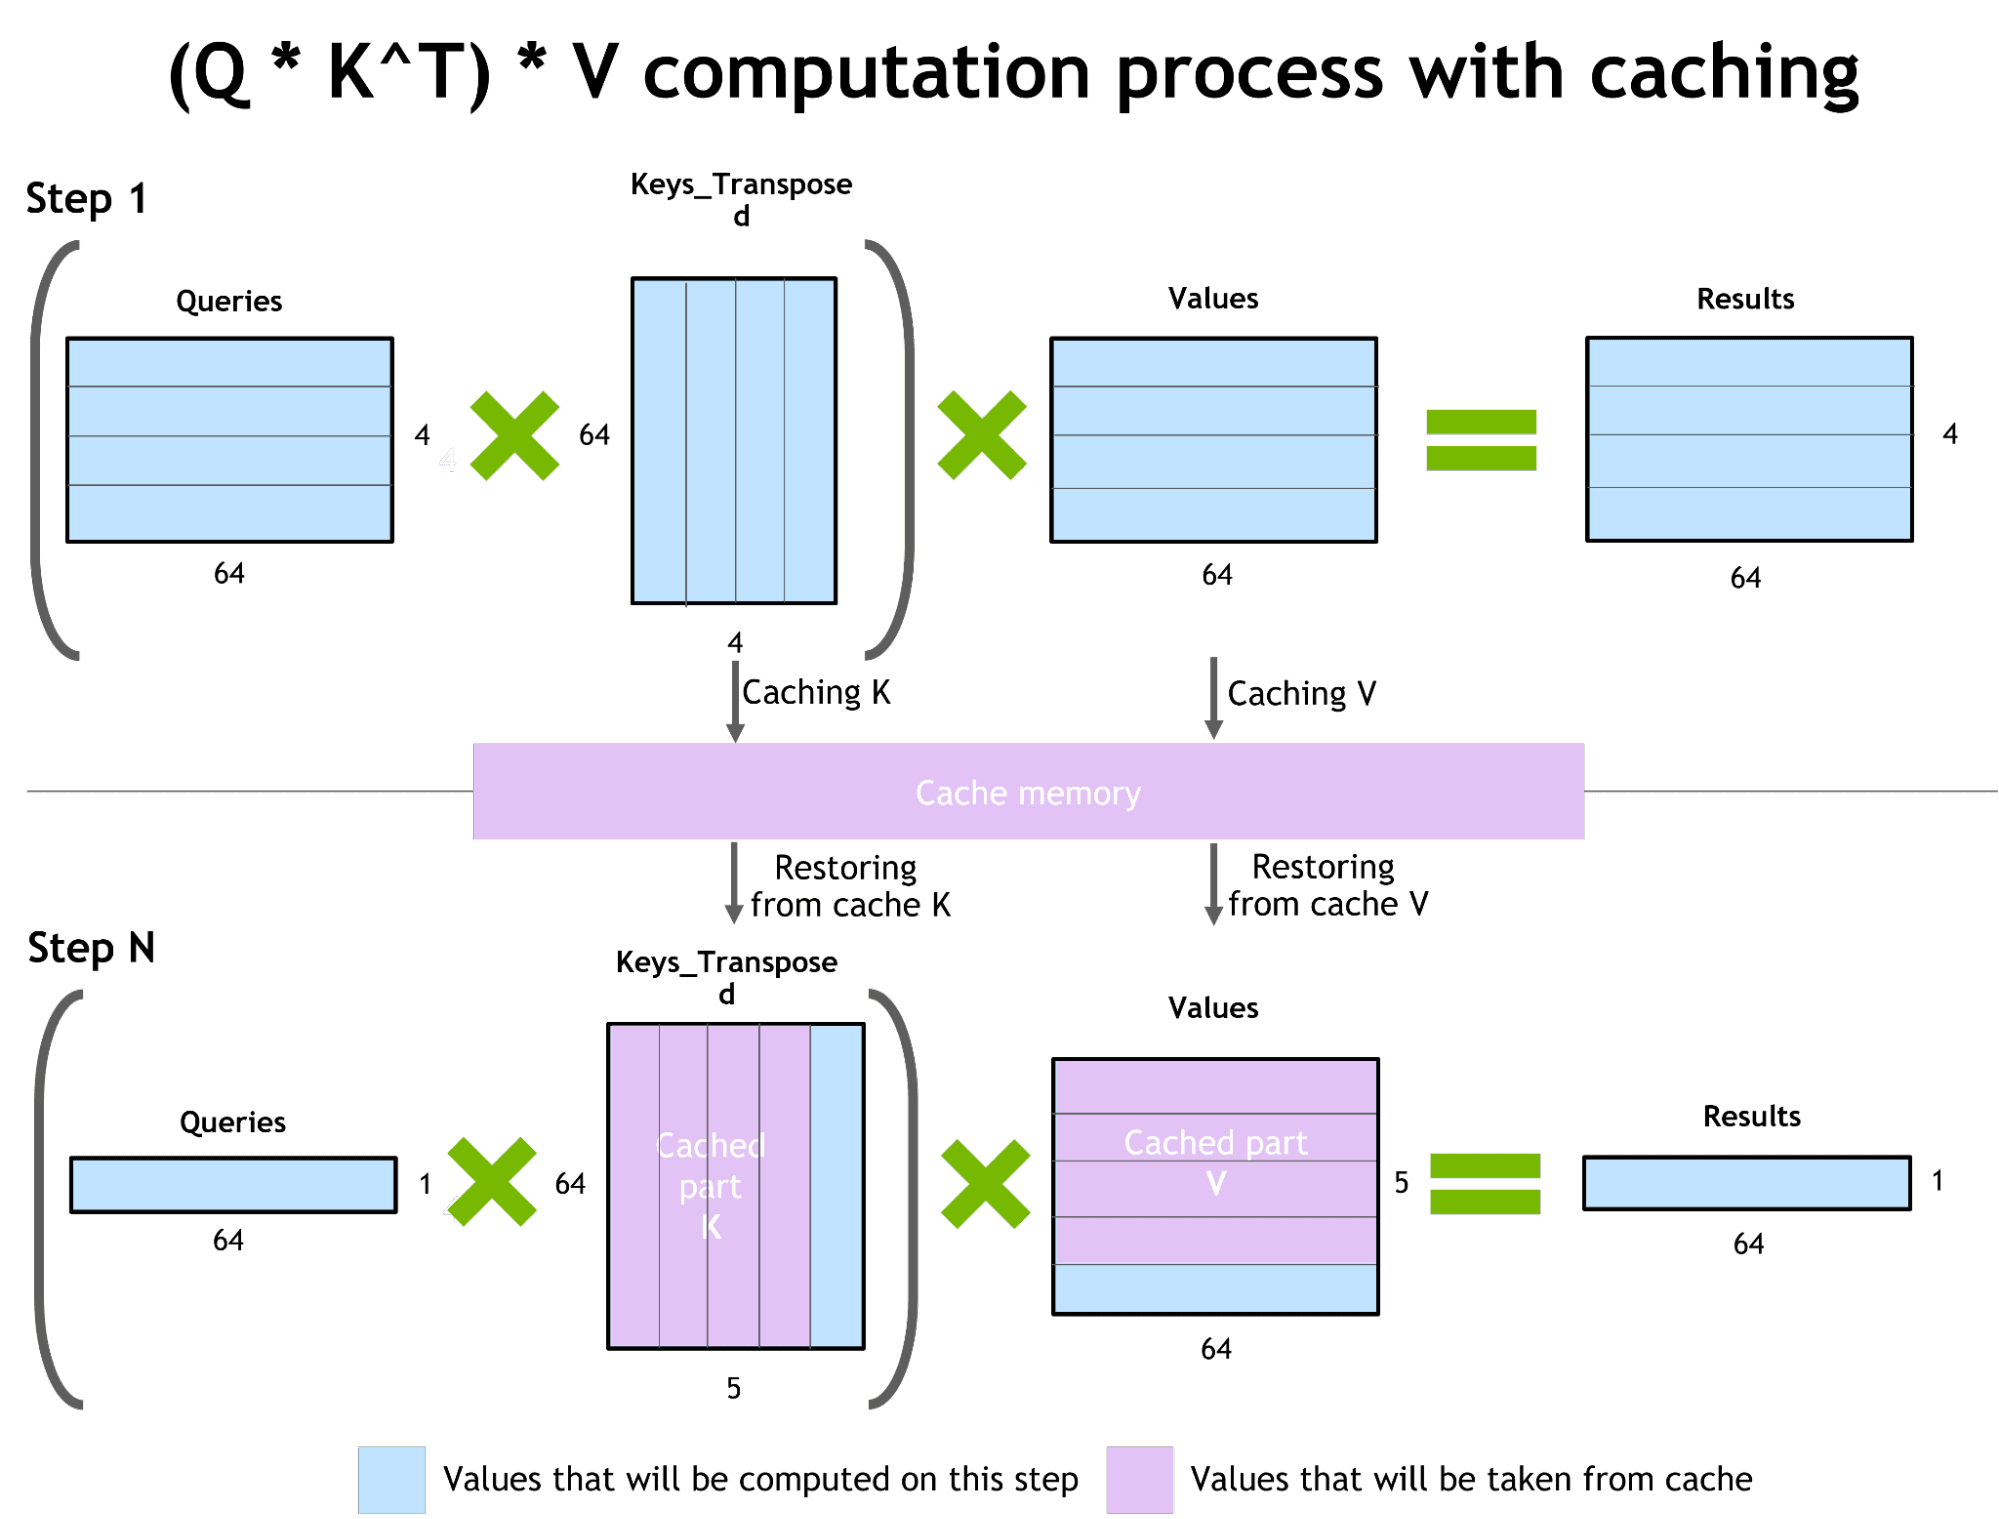 (Q * K^T) * V computation process with caching
Step 1
Keys_Transpose
d
Queries
Values
Results
4
4
64
4
64
64
64
4
Caching K
Caching V
Cache memory
Restoring
from cache K
Restoring
from cache V
Step N
Keys_Transpose
d
Values
Queries
Results
Cached
part
K
Cached part
V
1
64
5
1
64
64
64
5
Values that will be computed on this step
Values that will be taken from cache